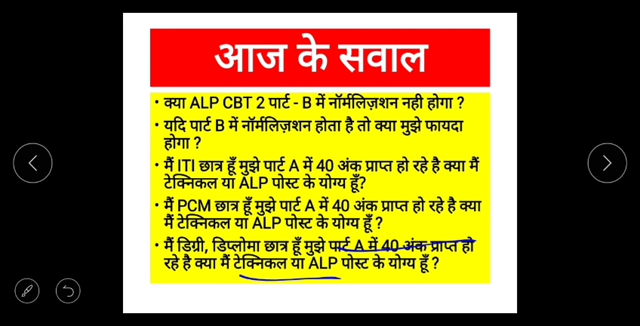 आज के सवाल
• क्या ALP CBT 2 पार्ट - B में नॉर्मलिज़शन नही होगा ?
• यदि पार्ट B में नॉर्मलिज़शन होता है तो क्या मुझे फायदा
होगा ?
• मैं ITI छात्र हूँ मुझे पार्ट A में 40 अंक प्राप्त हो रहे है क्या मैं
टेक्निकल या ALP पोस्ट के योग्य हूँ?
• मैं PCM छात्र हूँ मुझे पार्ट A में 40 अंक प्राप्त हो रहे है क्या
मैं टेक्निकल या ALP पोस्ट के योग्य हूँ ?
• मैं डिग्री, डिप्लोमा छात्र हूँ मुझे पार्ट A में 40 अंक प्राप्त हो
रहे है क्या मैं टेक्निकल या ALP पोस्ट के योग्य हूँ ?